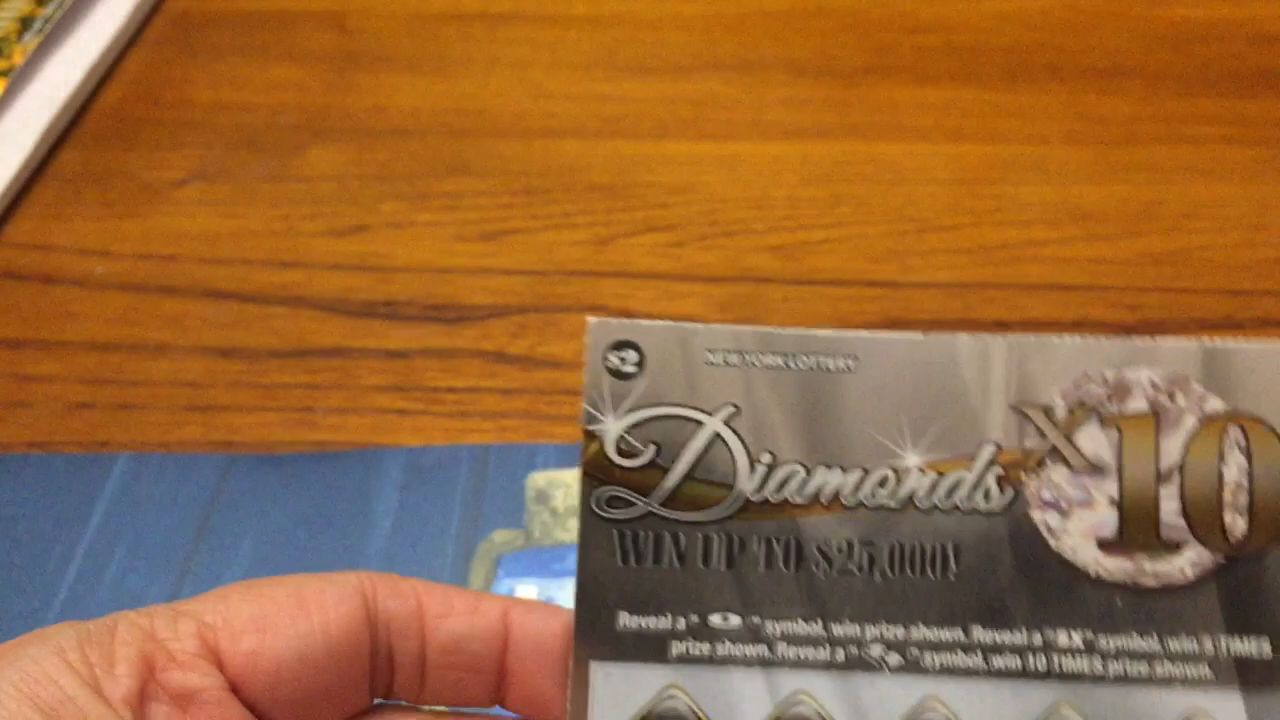 $2
NEW YORK LOTTERY
Diamonds X10
WIN UP TO $25,000!
Reveal a " " symbol, win prize shown. Reveal a "5X" symbol, win 5 TIMES
prize shown. Reveal a " " symbol, win 10 TIMES prize shown.